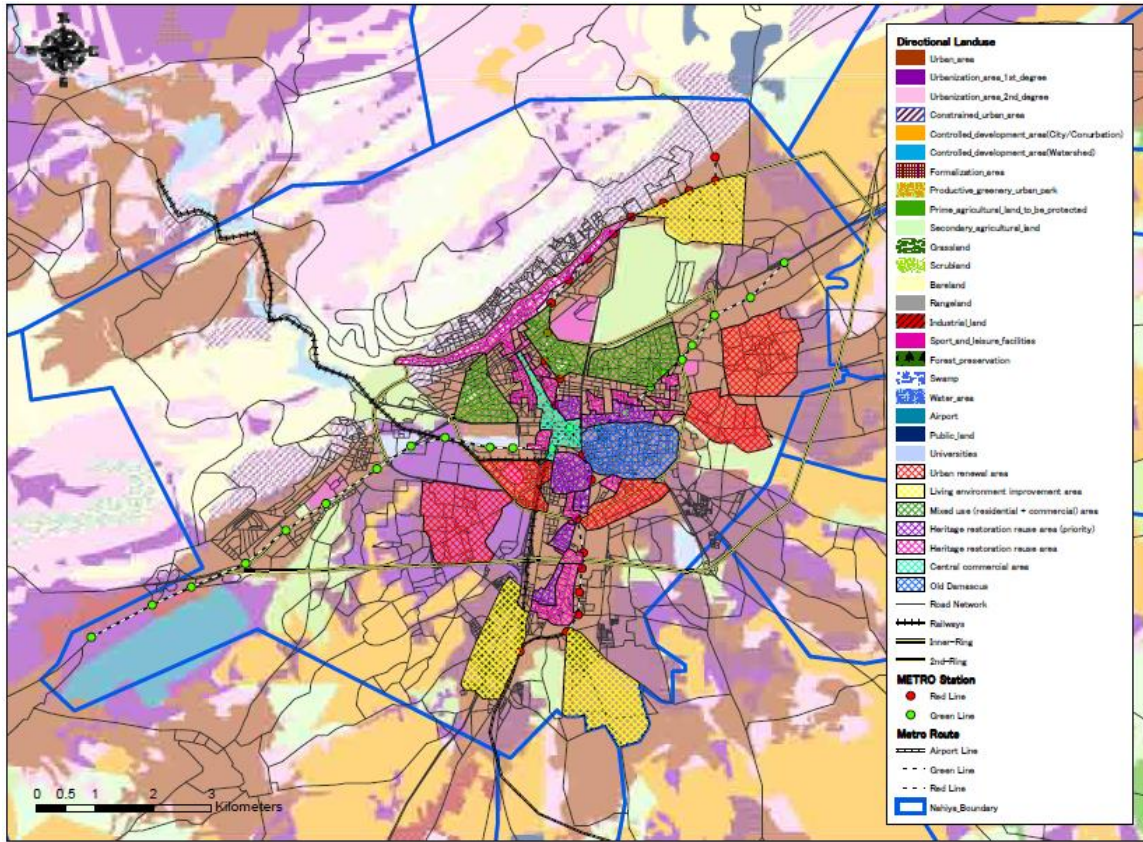 Directional Landuse
Urban_area
Urbanization_area_1st_degree
Urbanization_area_2nd_degree
Constrained_urban_area
Controlled_development_area(City/Conurbation)
Controlled_development_area(Watershed)
Formalization_area
Productive_greenery_urban_park
Prime_agricultural_land_to_be_protected
Secondary_agricultural_land
Grassland
Scrubland
Bareland
Rangeland
Industrial_land
Sport_and_leisure_facilities
Forest_preservation
Swamp
Water_area
Airport
Public_land
Universities
Urban renewal area
Living environment improvement area
Mixed use (residential + commercial) area
Heritage restoration reuse area (priority)
Heritage restoration reuse area
Central commercial area
Old Damascus
Road Network
Railways
Inner-Ring
2nd-Ring
METRO Station
Red Line
Green Line
Metro Route
Airport Line
Green Line
Red Line
Nahiya_Boundary
0 0.5 1 2 3
Kilometers